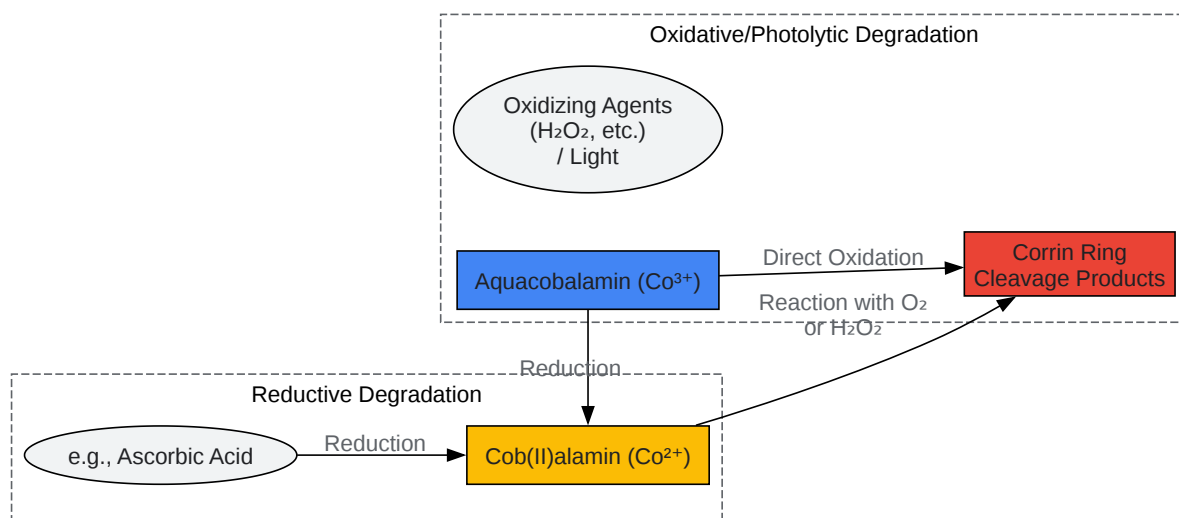 Oxidative/Photolytic Degradation
Oxidizing Agents
(H₂O₂, etc.)
/ Light
Aquacobalamin (Co³⁺)
Direct Oxidation
Corrin Ring
Cleavage Products
Reaction with O₂
or H₂O₂
Reduction
Reductive Degradation
e.g., Ascorbic Acid
Reduction
Cob(II)alamin (Co²⁺)